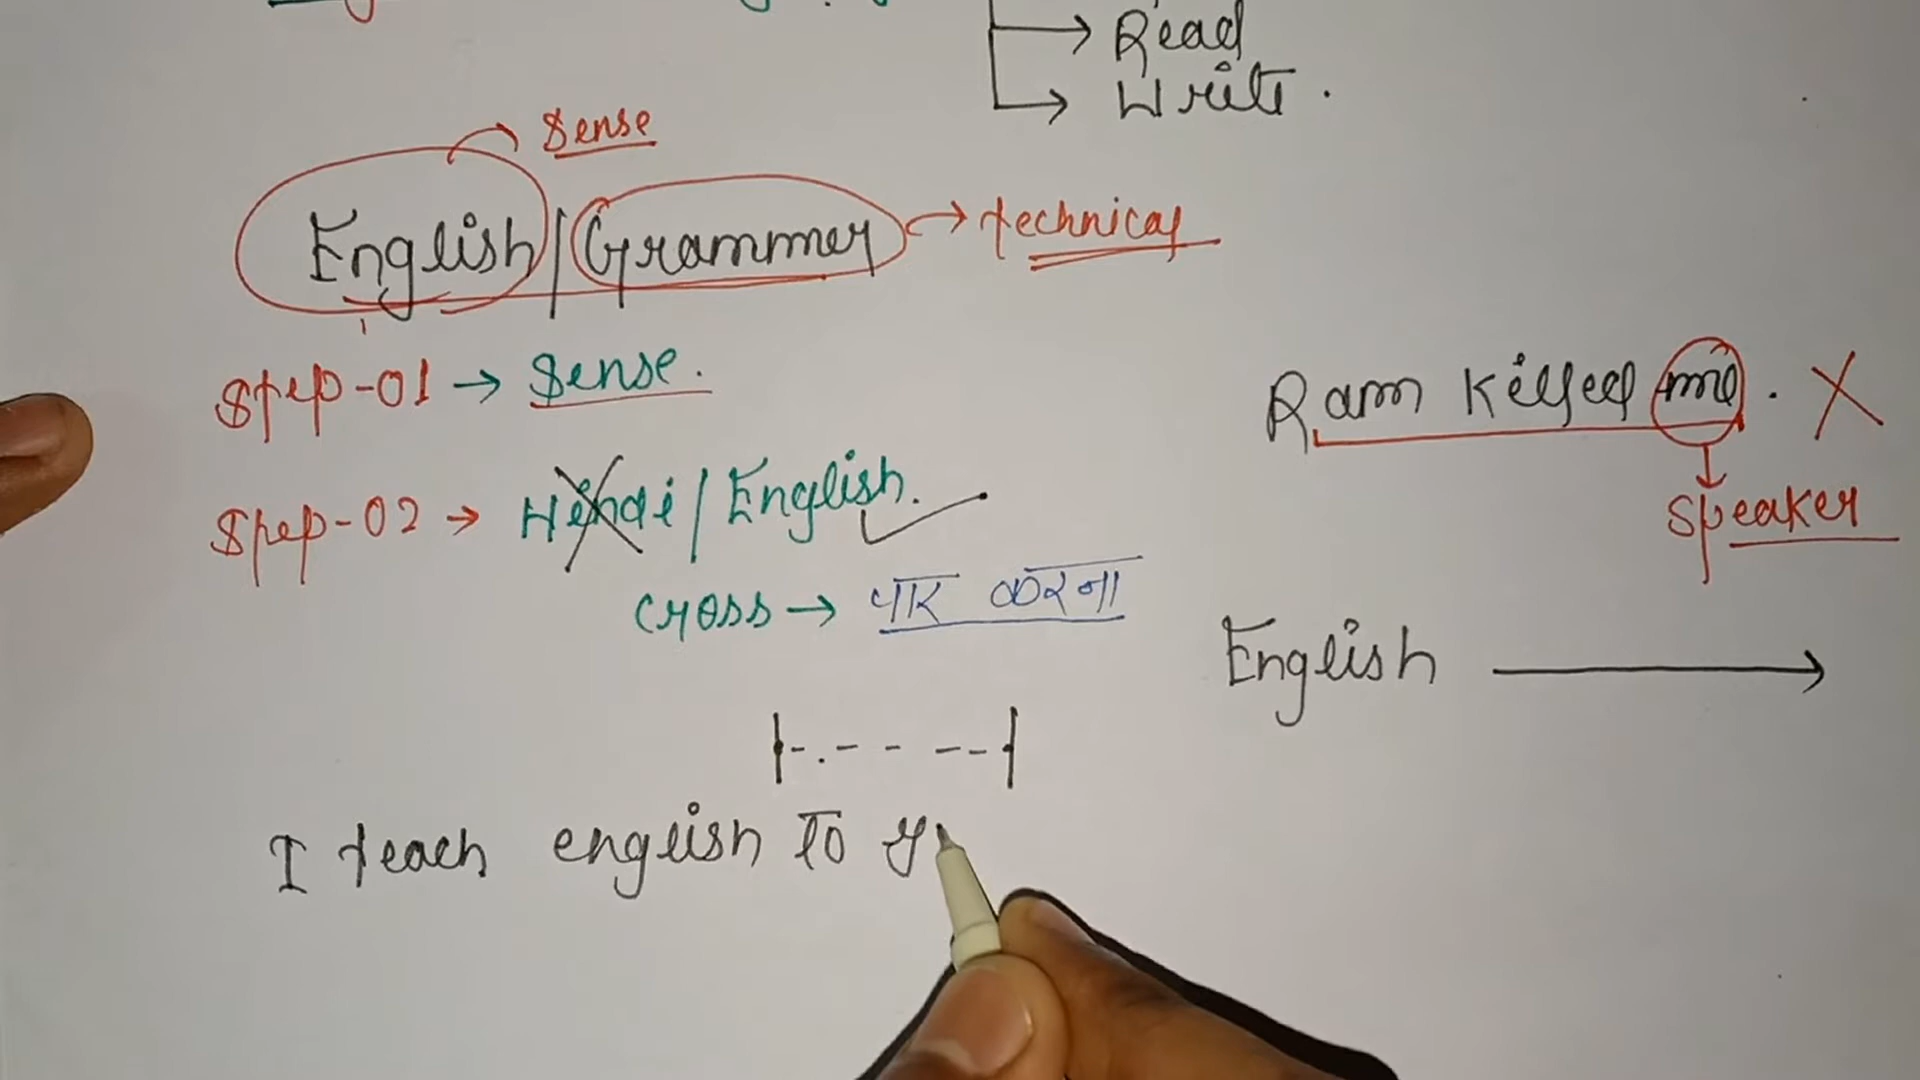 Read
Write.
Sense
English/Grammer → technical
Step-01 → Sense.
Step-02 → Hindi/English.
Cross → पार करना
Ram killed me. X
Speaker
English →
I teach english to y